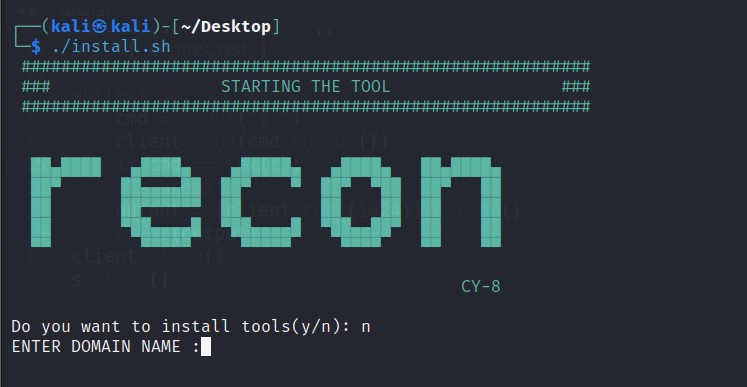 ┌──(kali㉿kali)-[~/Desktop]
└─$ ./install.sh
#########################################################
###                 STARTING THE TOOL                 ###
#########################################################
recon
CY-8
Do you want to install tools(y/n): n
ENTER DOMAIN NAME :